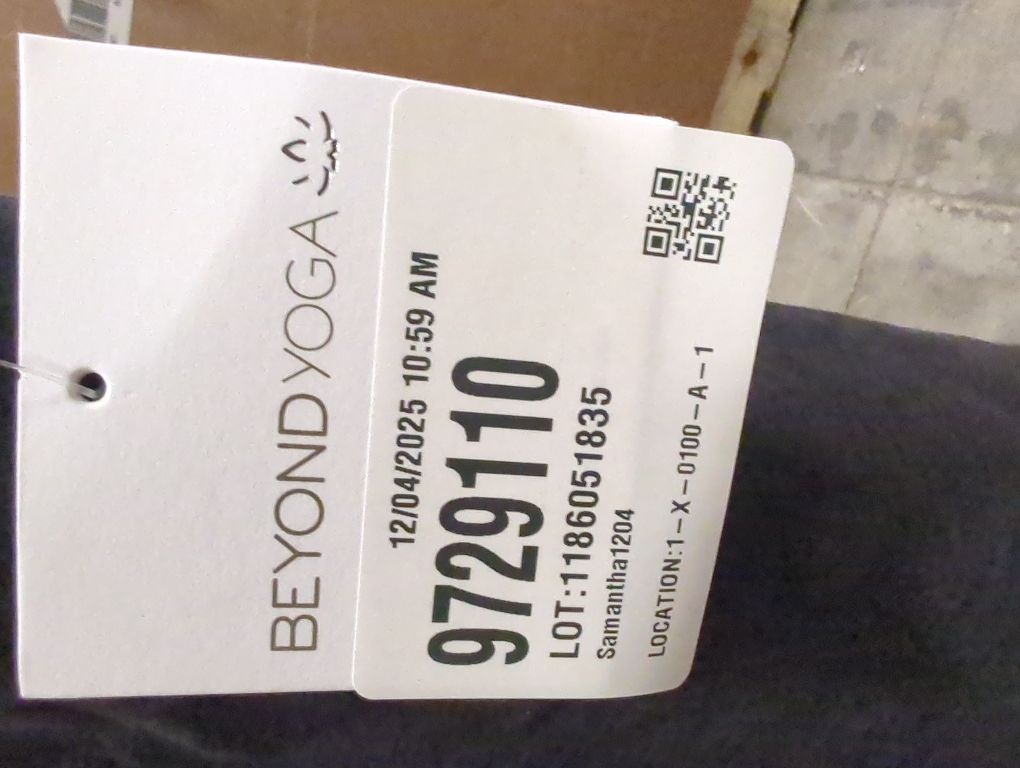 BEYOND YOGA
12/04/2025 10:59 AM
9729110
LOT:1186051835
Samantha1204
LOCATION:1-X-0100-A-1